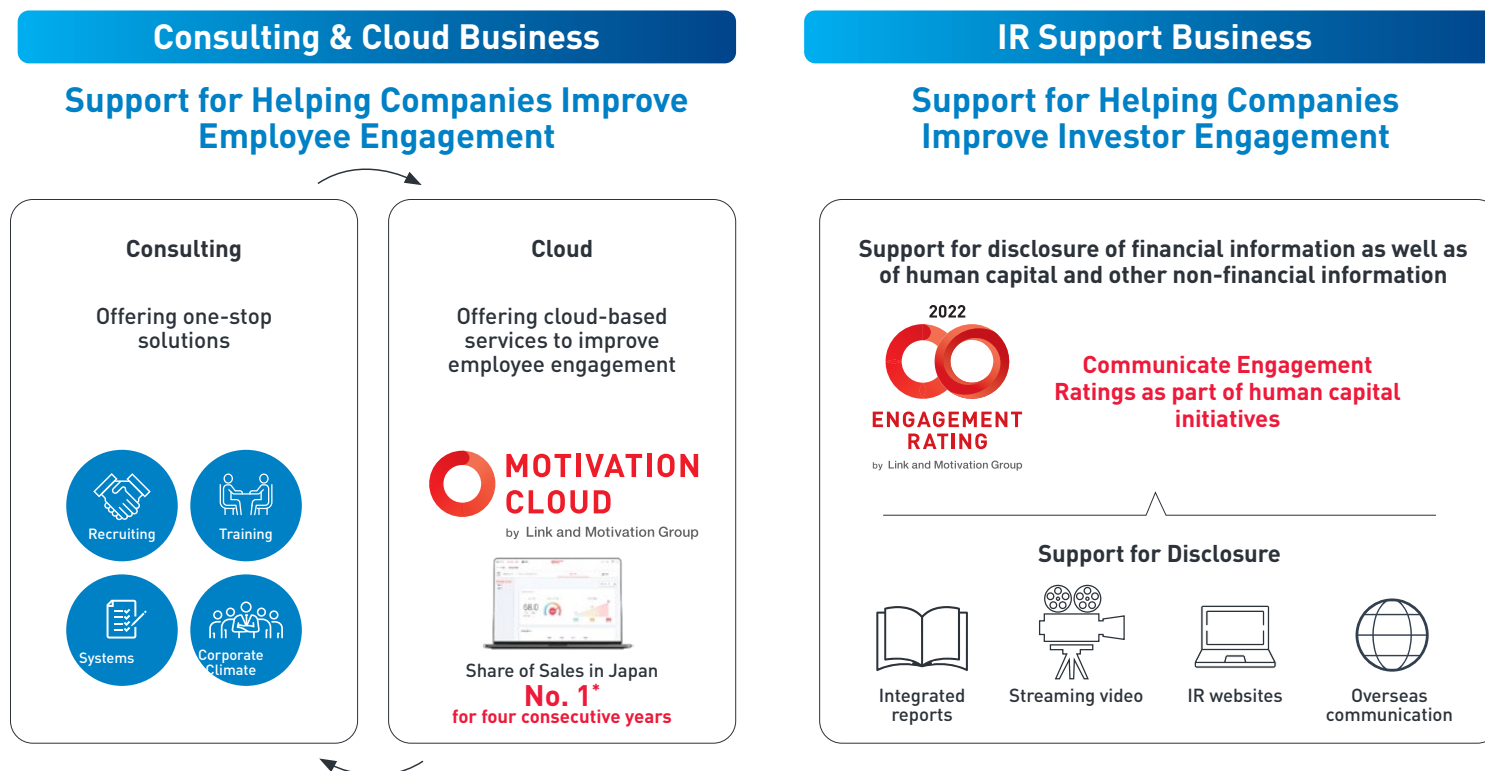 Consulting & Cloud Business
Support for Helping Companies Improve
Employee Engagement
Consulting
Offering one-stop
solutions
Recruiting
Training
Systems
Corporate
Climate
Cloud
Offering cloud-based
services to improve
employee engagement
MOTIVATION
CLOUD
by Link and Motivation Group
68.0
Share of Sales in Japan
No. 1*
for four consecutive years
IR Support Business
Support for Helping Companies
Improve Investor Engagement
Support for disclosure of financial information as well as
of human capital and other non-financial information
2022
ENGAGEMENT
RATING
by Link and Motivation Group
Communicate Engagement
Ratings as part of human capital
initiatives
Support for Disclosure
Integrated
reports
Streaming video
IR websites
Overseas
communication